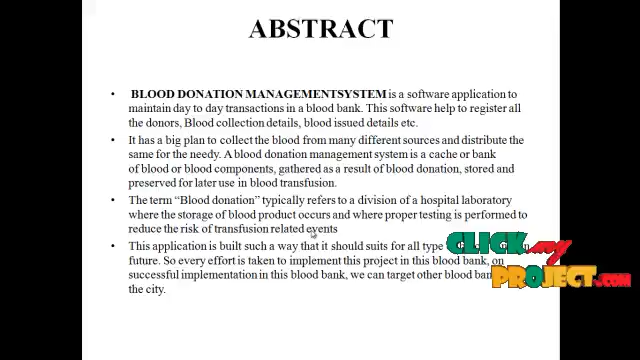 ABSTRACT
• BLOOD DONATION MANAGEMENTSYSTEM is a software application to
maintain day to day transactions in a blood bank. This software help to register all
the donors, Blood collection details, blood issued details etc.
• It has a big plan to collect the blood from many different sources and distribute the
same for the needy. A blood donation management system is a cache or bank
of blood or blood components, gathered as a result of blood donation, stored and
preserved for later use in blood transfusion.
• The term “Blood donation” typically refers to a division of a hospital laboratory
where the storage of blood product occurs and where proper testing is performed to
reduce the risk of transfusion related events
• This application is built such a way that it should suits for all type
future. So every effort is taken to implement this project in this blood bank, on
successful implementation in this blood bank, we can target other blood
the city.
CLICK my
PROJECT.COM